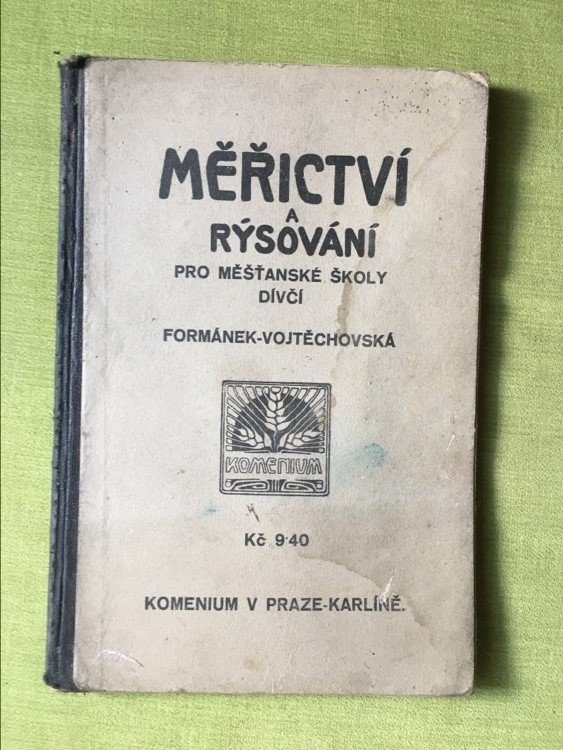 MĚŘICTVÍ
A
RÝSOVÁNÍ
PRO MĚŠŤANSKÉ ŠKOLY
DÍVČÍ
FORMÁNEK-VOJTĚCHOVSKÁ
KOMENIUM
Kč 9·40
KOMENIUM V PRAZE-KARLÍNĚ.